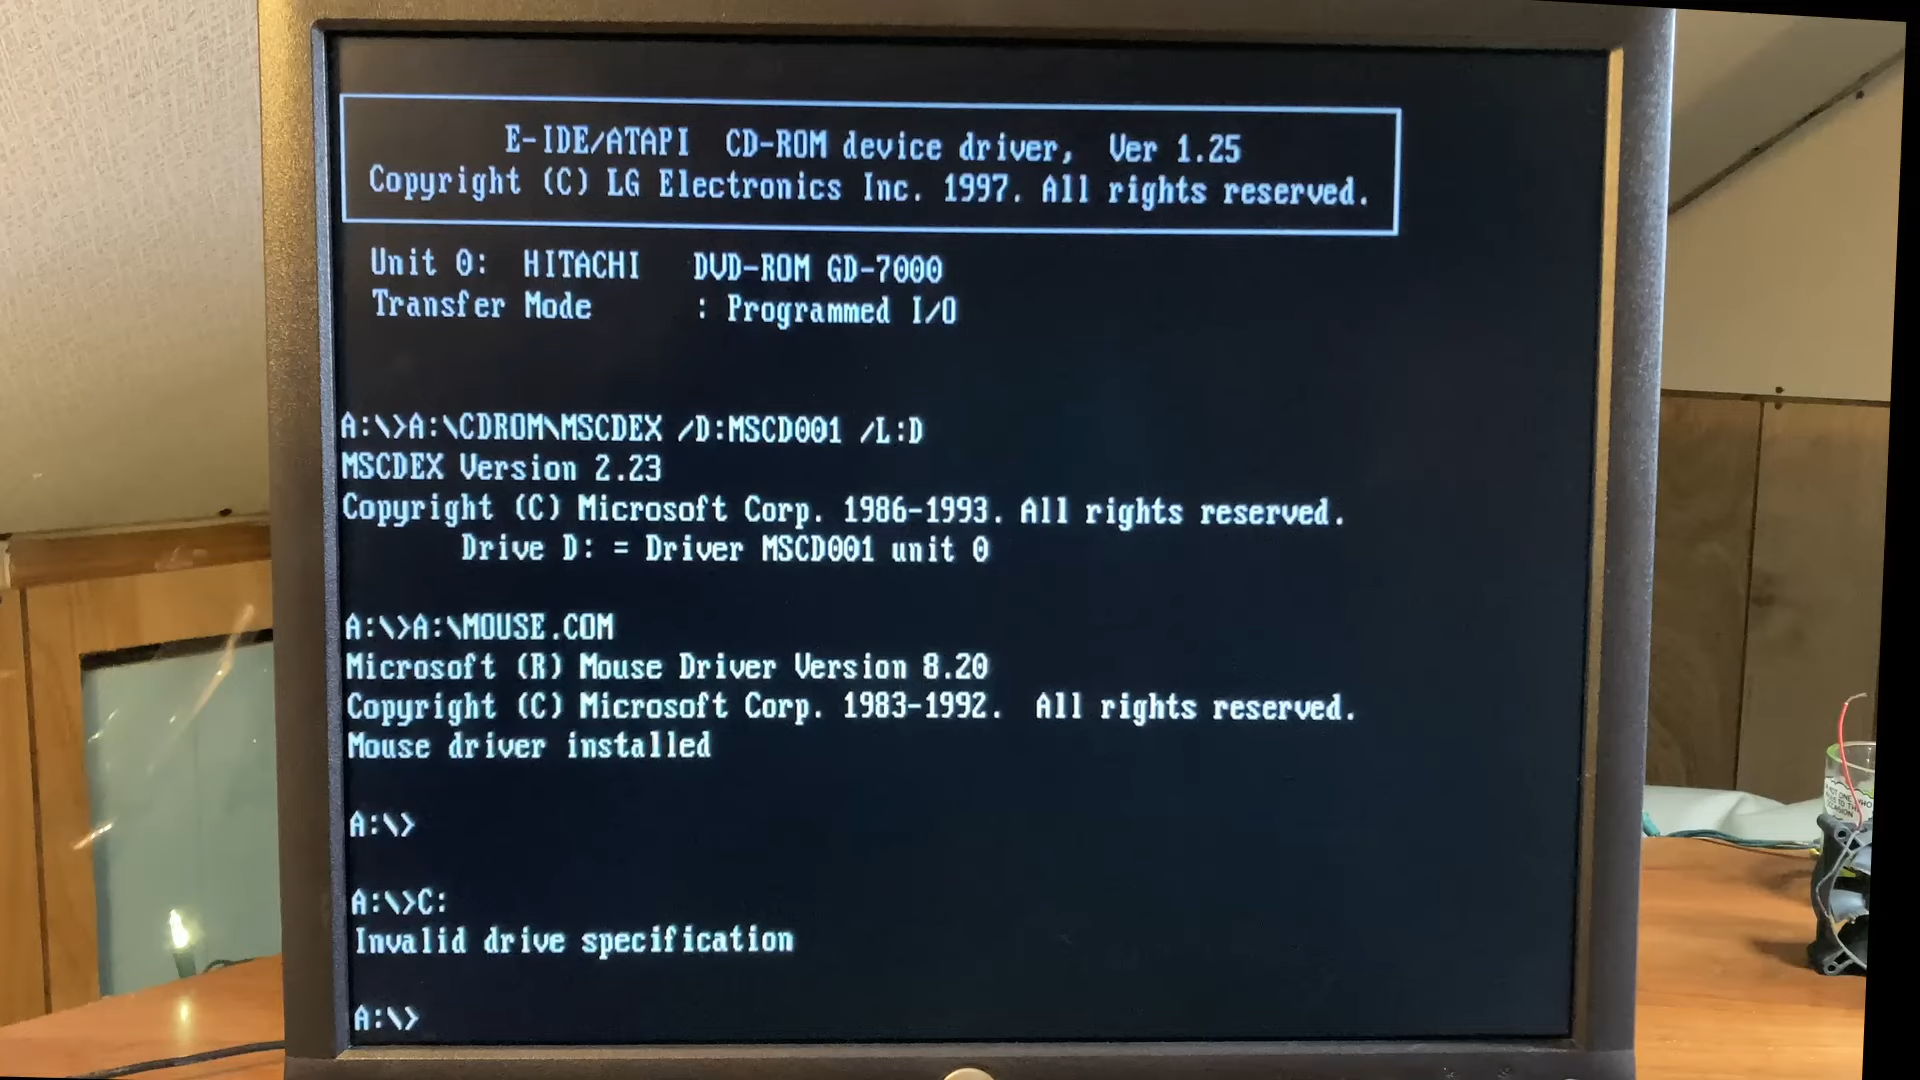 E-IDE/ATAPI  CD-ROM device driver,  Ver 1.25
Copyright (C) LG Electronics Inc. 1997. All rights reserved.
Unit 0:  HITACHI   DVD-ROM GD-7000
Transfer Mode      : Programmed I/O
A:\>A:\CDROM\MSCDEX /D:MSCD001 /L:D
MSCDEX Version 2.23
Copyright (C) Microsoft Corp. 1986-1993. All rights reserved.
Drive D: = Driver MSCD001 unit 0
A:\>A:\MOUSE.COM
Microsoft (R) Mouse Driver Version 8.20
Copyright (C) Microsoft Corp. 1983-1992.  All rights reserved.
Mouse driver installed
A:\>
A:\>C:
Invalid drive specification
A:\>